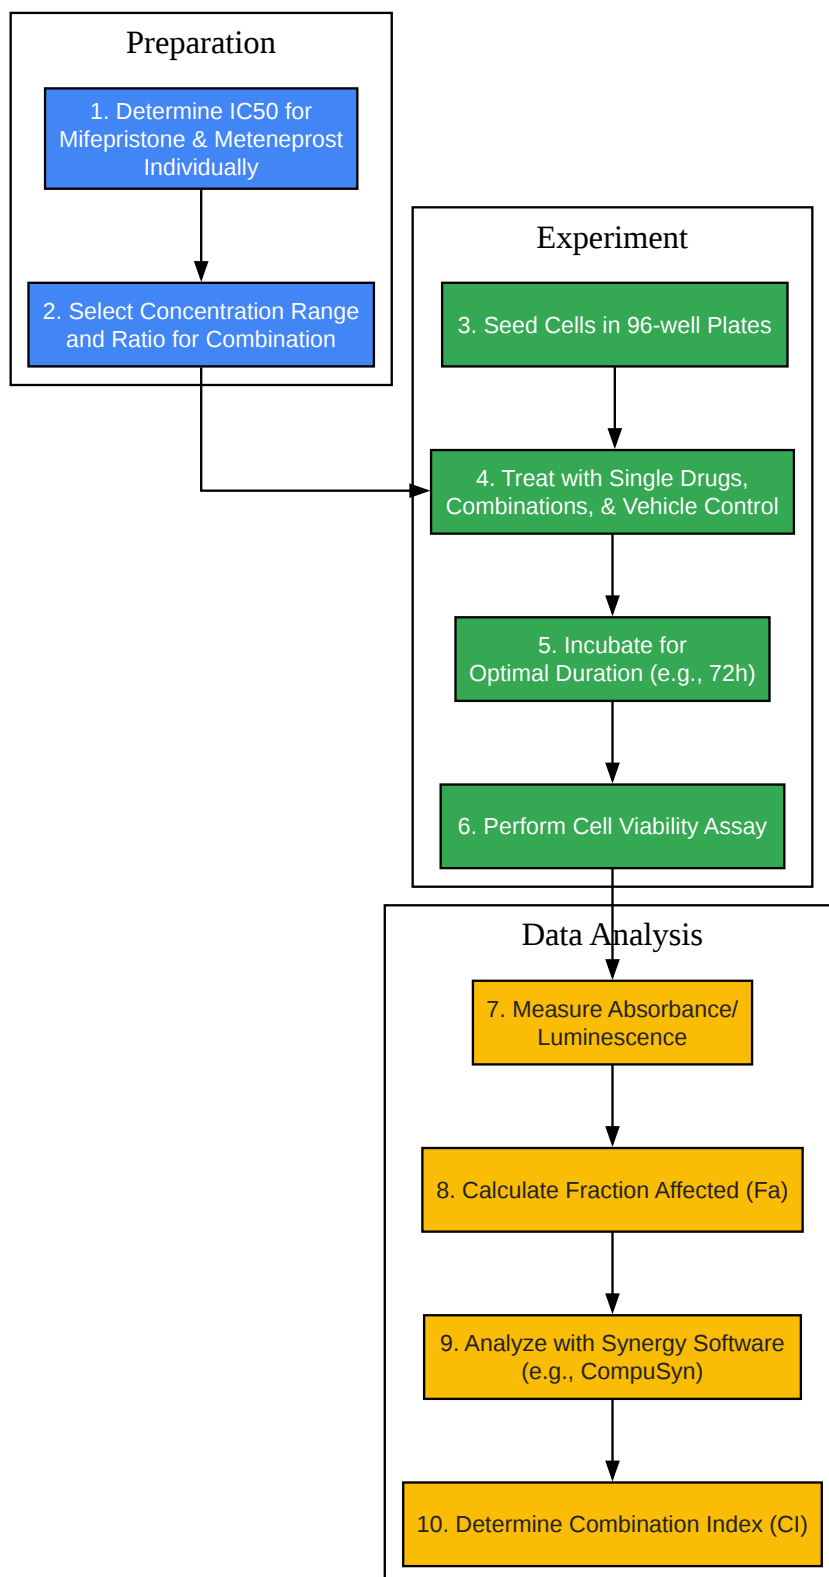 Preparation
1. Determine IC50 for
Mifepristone & Meteneprost
Individually
2. Select Concentration Range
and Ratio for Combination
Experiment
3. Seed Cells in 96-well Plates
4. Treat with Single Drugs,
Combinations, & Vehicle Control
5. Incubate for
Optimal Duration (e.g., 72h)
6. Perform Cell Viability Assay
Data Analysis
7. Measure Absorbance/
Luminescence
8. Calculate Fraction Affected (Fa)
9. Analyze with Synergy Software
(e.g., CompuSyn)
10. Determine Combination Index (CI)